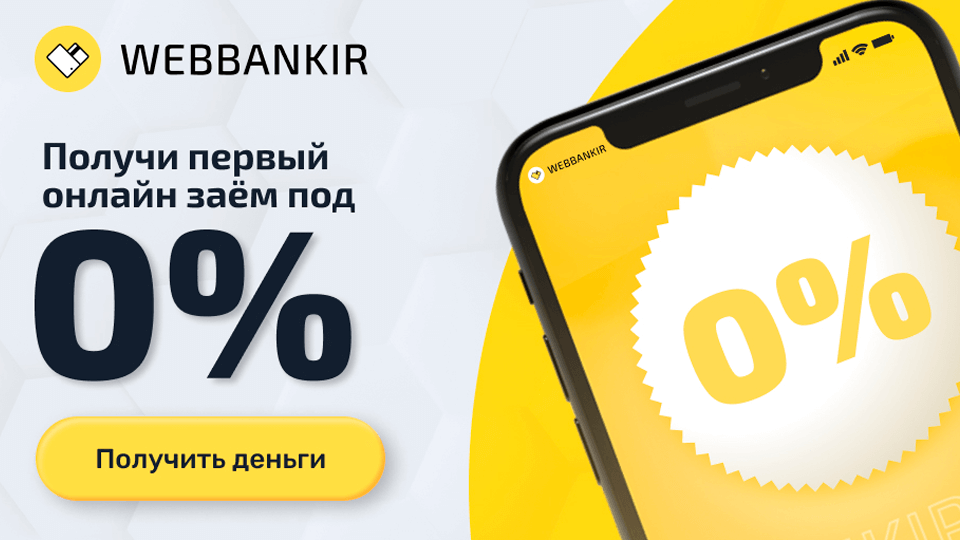 WEBBANKIR
Получи первый
онлайн заём под
0%
Получить деньги
WEBBANKIR
0%